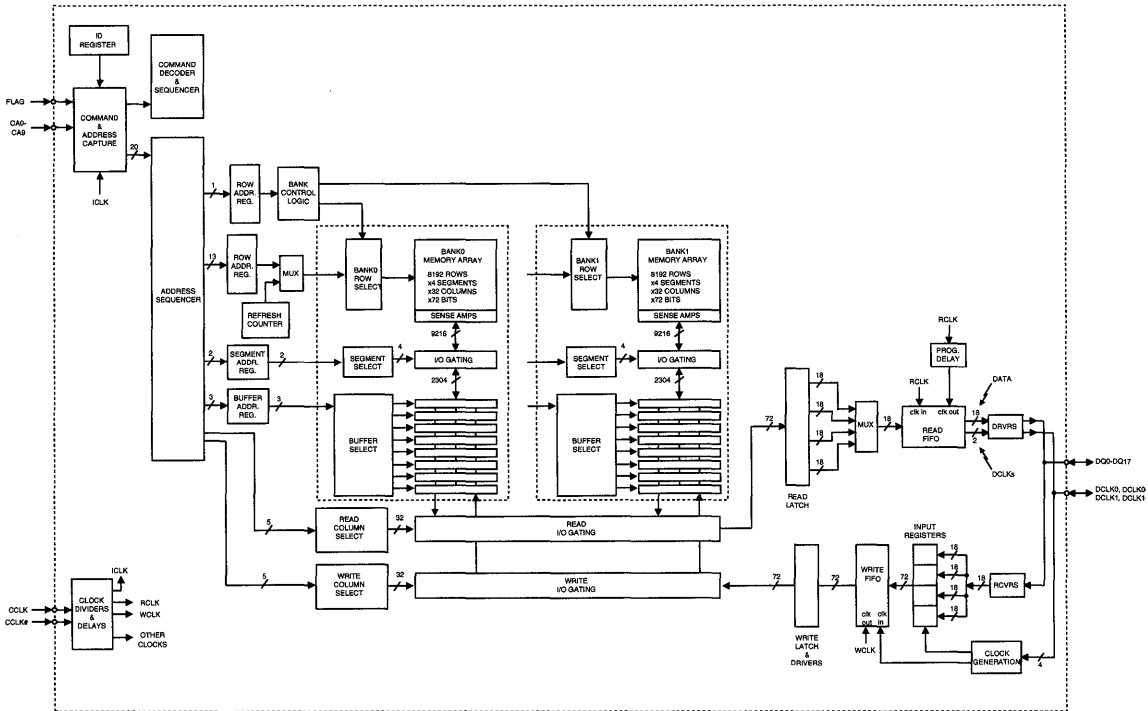 ID
REGISTER
COMMAND
DECODER
&
SEQUENCER
FLAG
CA0-
CA9
COMMAND
&
ADDRESS
CAPTURE
20
ICLK
ADDRESS
SEQUENCER
1
ROW
ADDR.
REG.
BANK
CONTROL
LOGIC
13
ROW
ADDR.
REG.
MUX
REFRESH
COUNTER
BANK0
ROW
SELECT
BANK0
MEMORY ARRAY
8192 ROWS
x4 SEGMENTS
x32 COLUMNS
x72 BITS
SENSE AMPS
9216
BANK1
ROW
SELECT
BANK1
MEMORY ARRAY
8192 ROWS
x4 SEGMENTS
x32 COLUMNS
x72 BITS
SENSE AMPS
9216
2
SEGMENT
ADDR REG.
2
SEGMENT
SELECT
4
I/O GATING
2304
SEGMENT
SELECT
4
I/O GATING
2304
3
BUFFER ADDR.
REG.
3
BUFFER
SELECT
BUFFER
SELECT
5
READ
COLUMN
SELECT
32
READ
I/O GATING
5
WRITE
COLUMN
SELECT
32
WRITE
I/O GATING
72
18
18
18
18
READ
LATCH
MUX
18
RCLK
PROG.
DELAY
RCLK
clk in
clk out
READ
FIFO
DATA
18
2
DCLKs
DRVRS
DQ0-DQ17
DCLK0, DCLK0
DCLK1, DCLK1
INPUT
REGISTERS
18
18
18
18
18
RCVRS
72
WRITE
FIFO
clk
out
clk
in
WCLK
72
72
WRITE
LATCH
&
DRIVERS
CLOCK
GENERATION
4
CCLK
CCLK#
CLOCK
DIVIDERS
&
DELAYS
ICLK
RCLK
WCLK
OTHER
CLOCKS